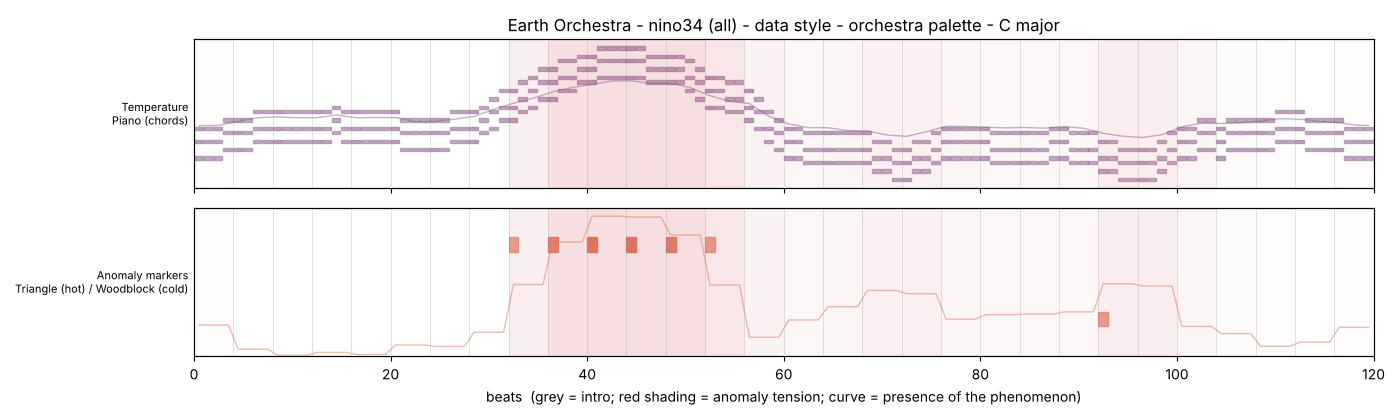 Earth Orchestra - nino34 (all) - data style - orchestra palette - C major
Temperature
Piano (chords)
Anomaly markers
Triangle (hot) / Woodblock (cold)
0 20 40 60 80 100 120
beats (grey = intro; red shading = anomaly tension; curve = presence of the phenomenon)